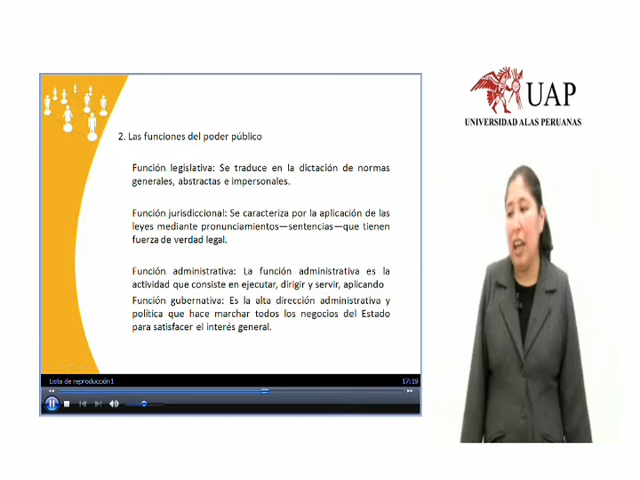 UAP
UNIVERSIDAD ALAS PERUANAS
2. Las funciones del poder público
Función legislativa: Se traduce en la dictación de normas
generales, abstractas e impersonales.
Función jurisdiccional: Se caracteriza por la aplicación de las
leyes mediante pronunciamientos—sentencias—que tienen
fuerza de verdad legal.
Función administrativa: La función administrativa es la
actividad que consiste en ejecutar, dirigir y servir, aplicando
Función gubernativa: Es la alta dirección administrativa y
política que hace marchar todos los negocios del Estado
para satisfacer el interés general.
Lista de reproducción1
17:19